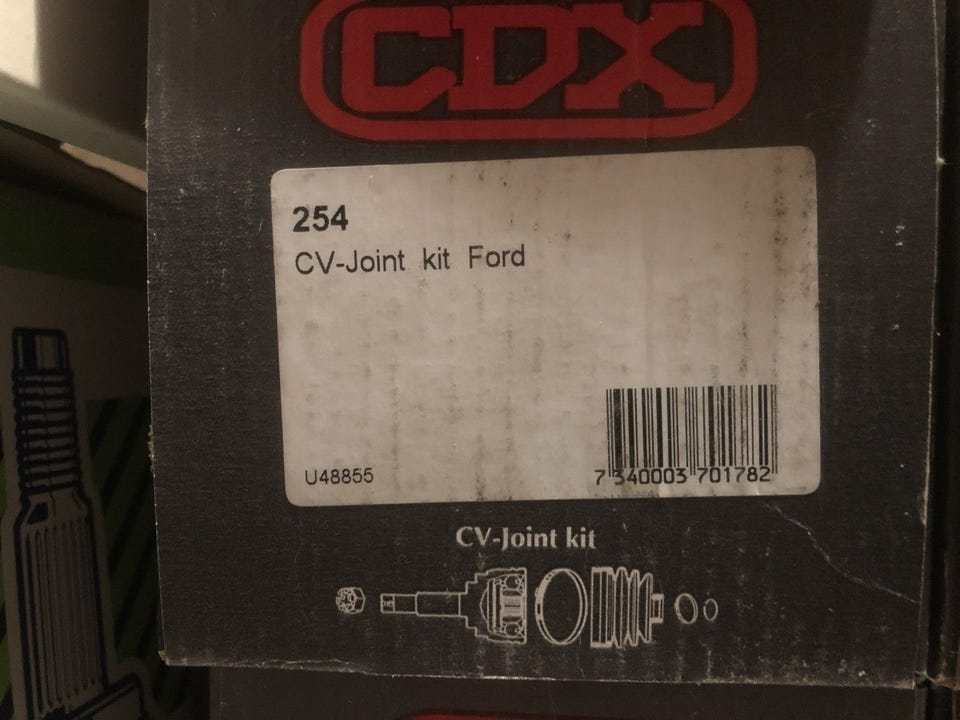 CDX
254
CV-Joint kit Ford
U48855
7 340003 701782
CV-Joint kit